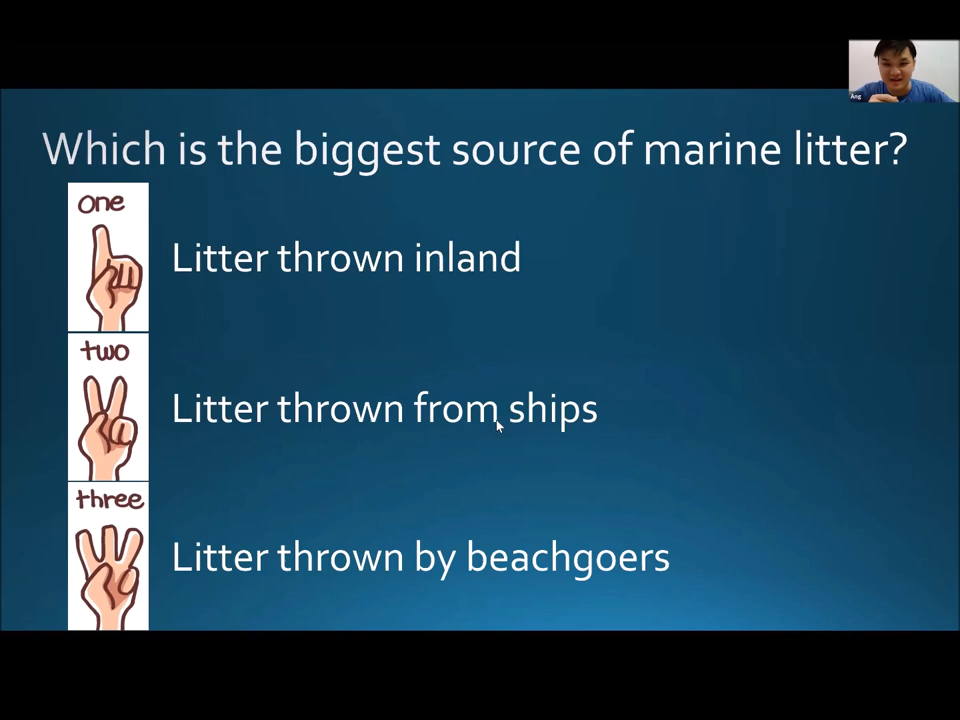 Ang
Which is the biggest source of marine litter?
one
Litter thrown inland
two
Litter thrown from ships
three
Litter thrown by beachgoers